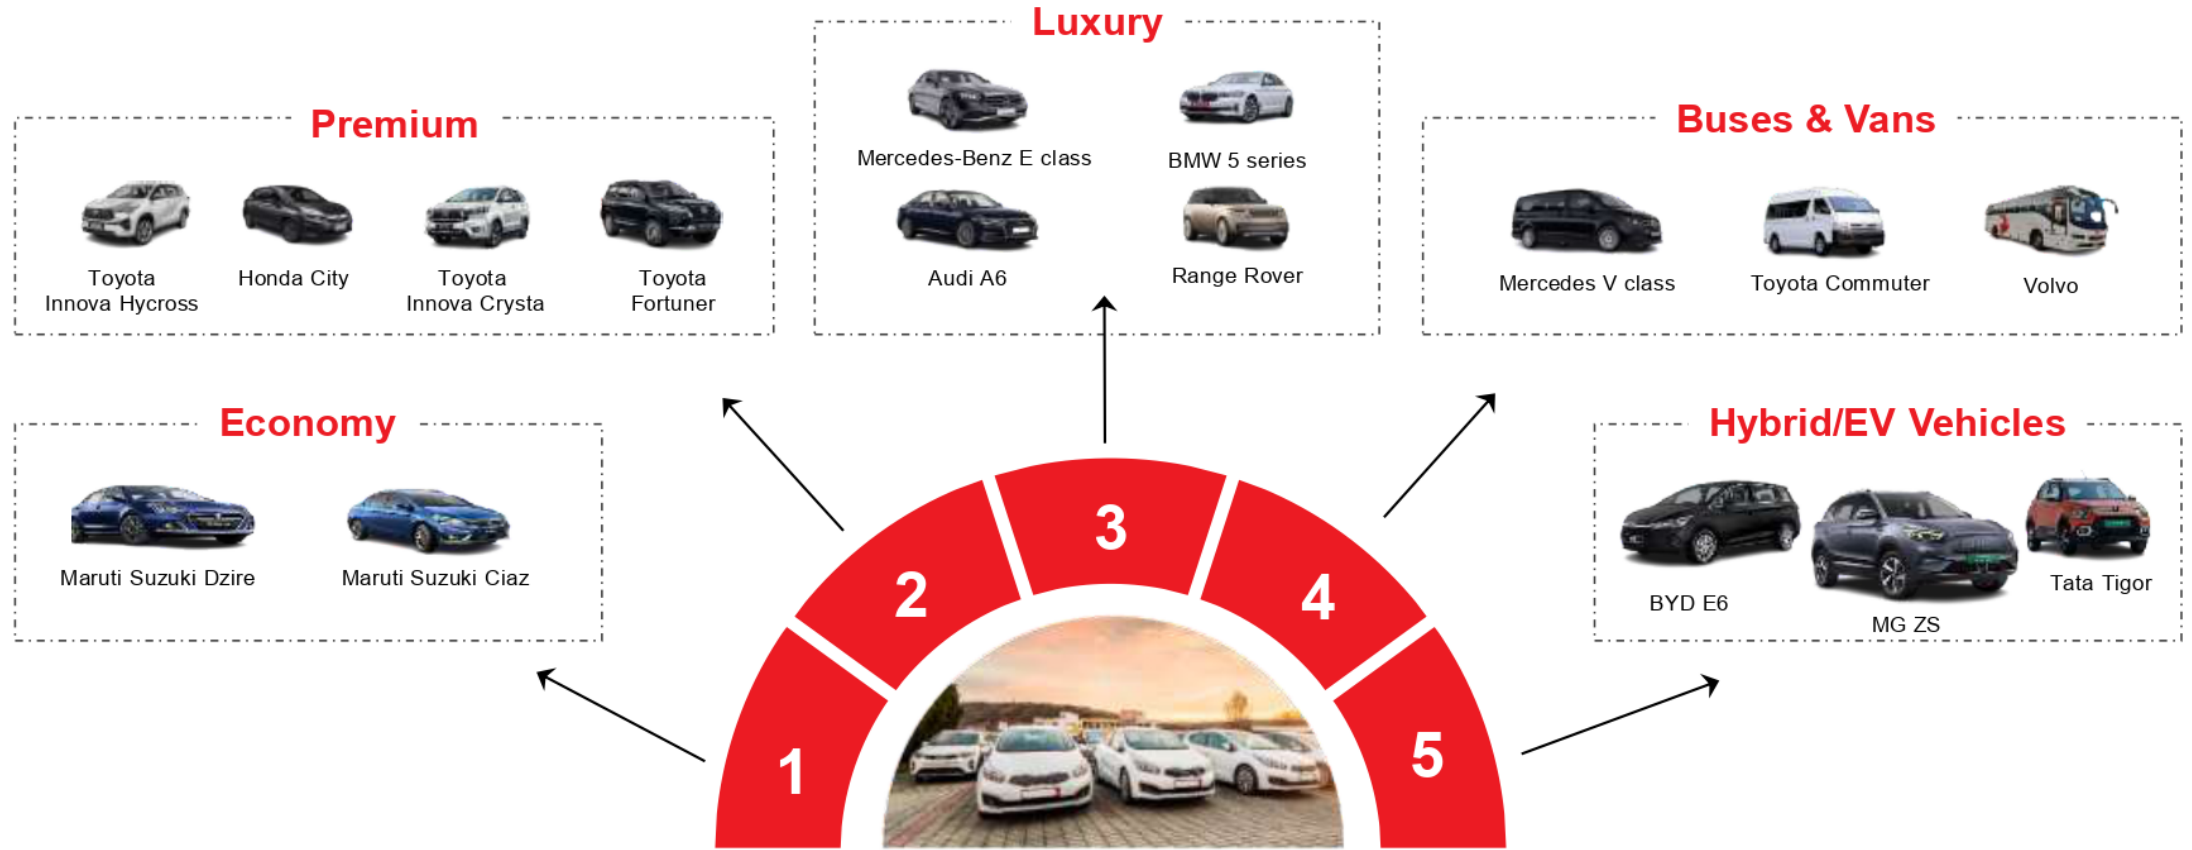 Luxury
Mercedes-Benz E class
BMW 5 series
Audi A6
Range Rover
Premium
Toyota
Innova Hycross
Honda City
Toyota
Innova Crysta
Toyota
Fortuner
Buses & Vans
Mercedes V class
Toyota Commuter
Volvo
Economy
Maruti Suzuki Dzire
Maruti Suzuki Ciaz
Hybrid/EV Vehicles
BYD E6
MG ZS
Tata Tigor
1
2
3
4
5